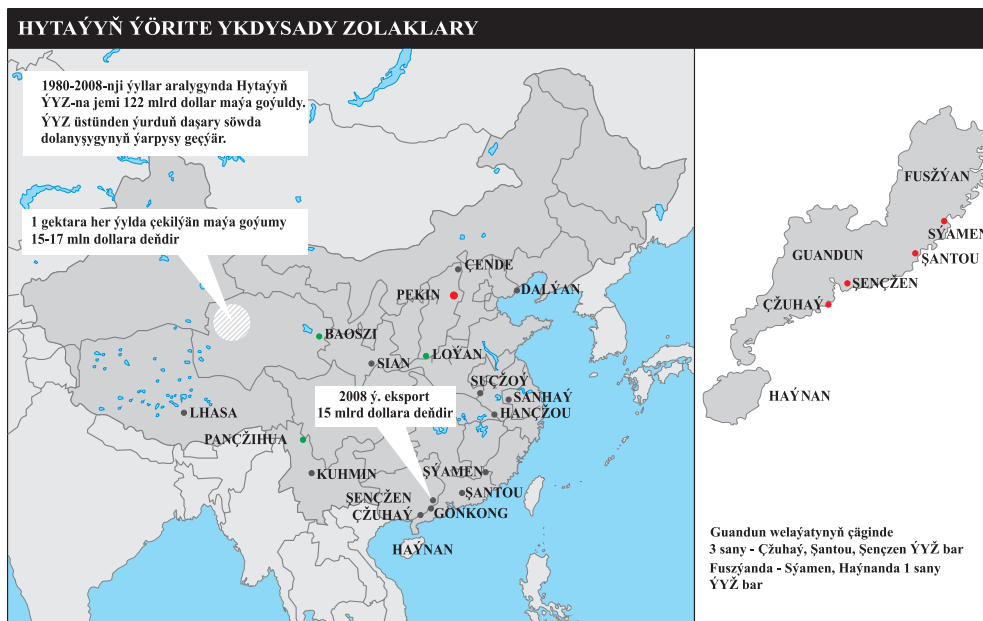 HYTAÝYŇ ÝÖRITE YKDYSADY ZOLAKLARY
1980-2008-nji ýyllar aralygynda Hytaýyň
ÝYZ-na jemi 122 mlrd dollar maýa goýuldy.
ÝYZ üstünden ýurduň daşary söwda
dolanyşygynyň ýarpysy geçýär.
1 gektara her ýylda çekilýän maýa goýumy
15-17 mln dollara deňdir
ÇENDE
PEKIN
DALÝAN
BAOSZI
LOÝAN
SIAN
SUÇŽOÝ
SANHAÝ
HANÇŽOU
2008 ý. eksport
15 mlrd dollara deňdir
LHASA
PANÇŽIHUA
KUHMIN
ŞÝAMEN
ŞANTOU
ŞENÇŽEN
GONKONG
ÇŽUHAÝ
HAÝNAN
FUSŽÝAN
SÝAMEN
GUANDUN
ŞANTOU
ŞENÇŽEN
ÇŽUHAÝ
HAÝNAN
Guandun welaýatynyň çäginde
3 sany - Çžuhaý, Şantou, Şençzen ÝYŽ bar
Fuszýanda - Sýamen, Haýnanda 1 sany
ÝYŽ bar